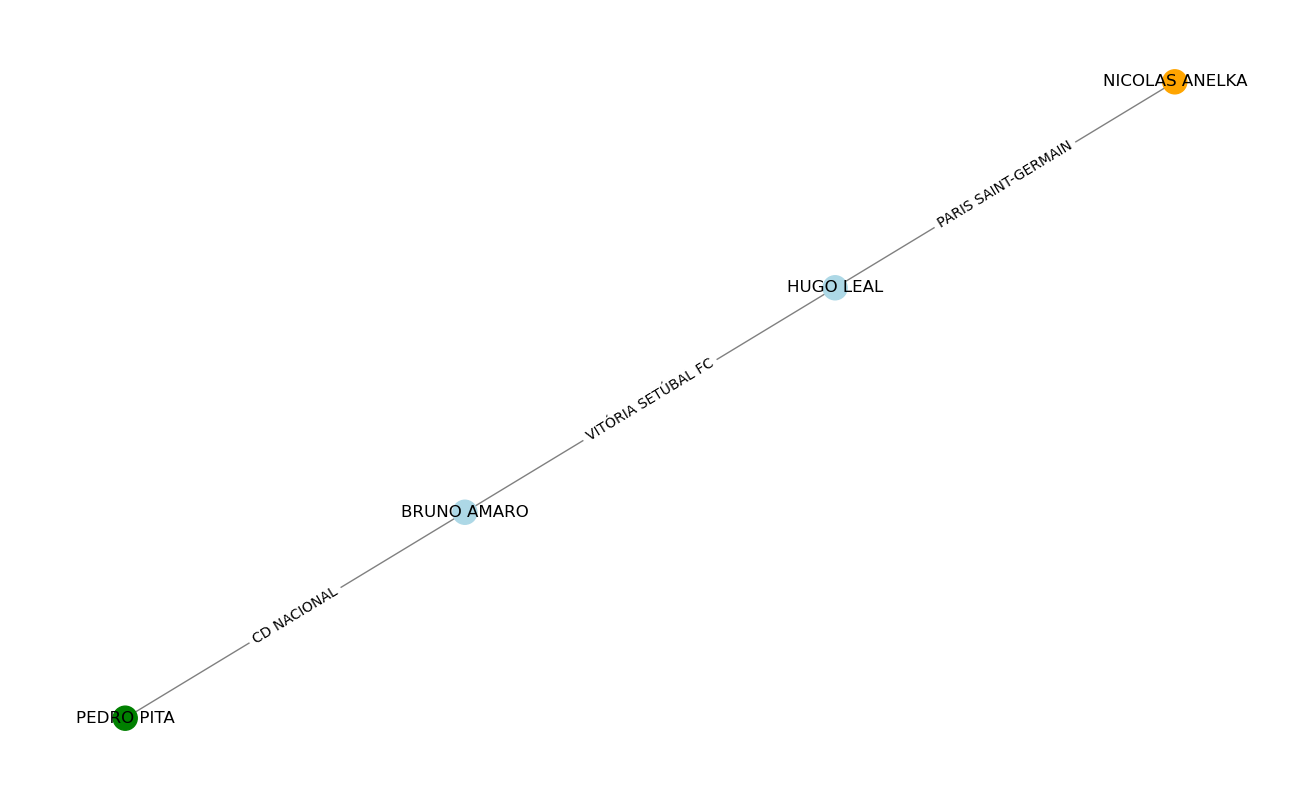 NICOLAS ANELKA
PARIS SAINT-GERMAIN
HUGO LEAL
VITÓRIA SETÚBAL FC
BRUNO AMARO
CD NACIONAL
PEDRO PITA